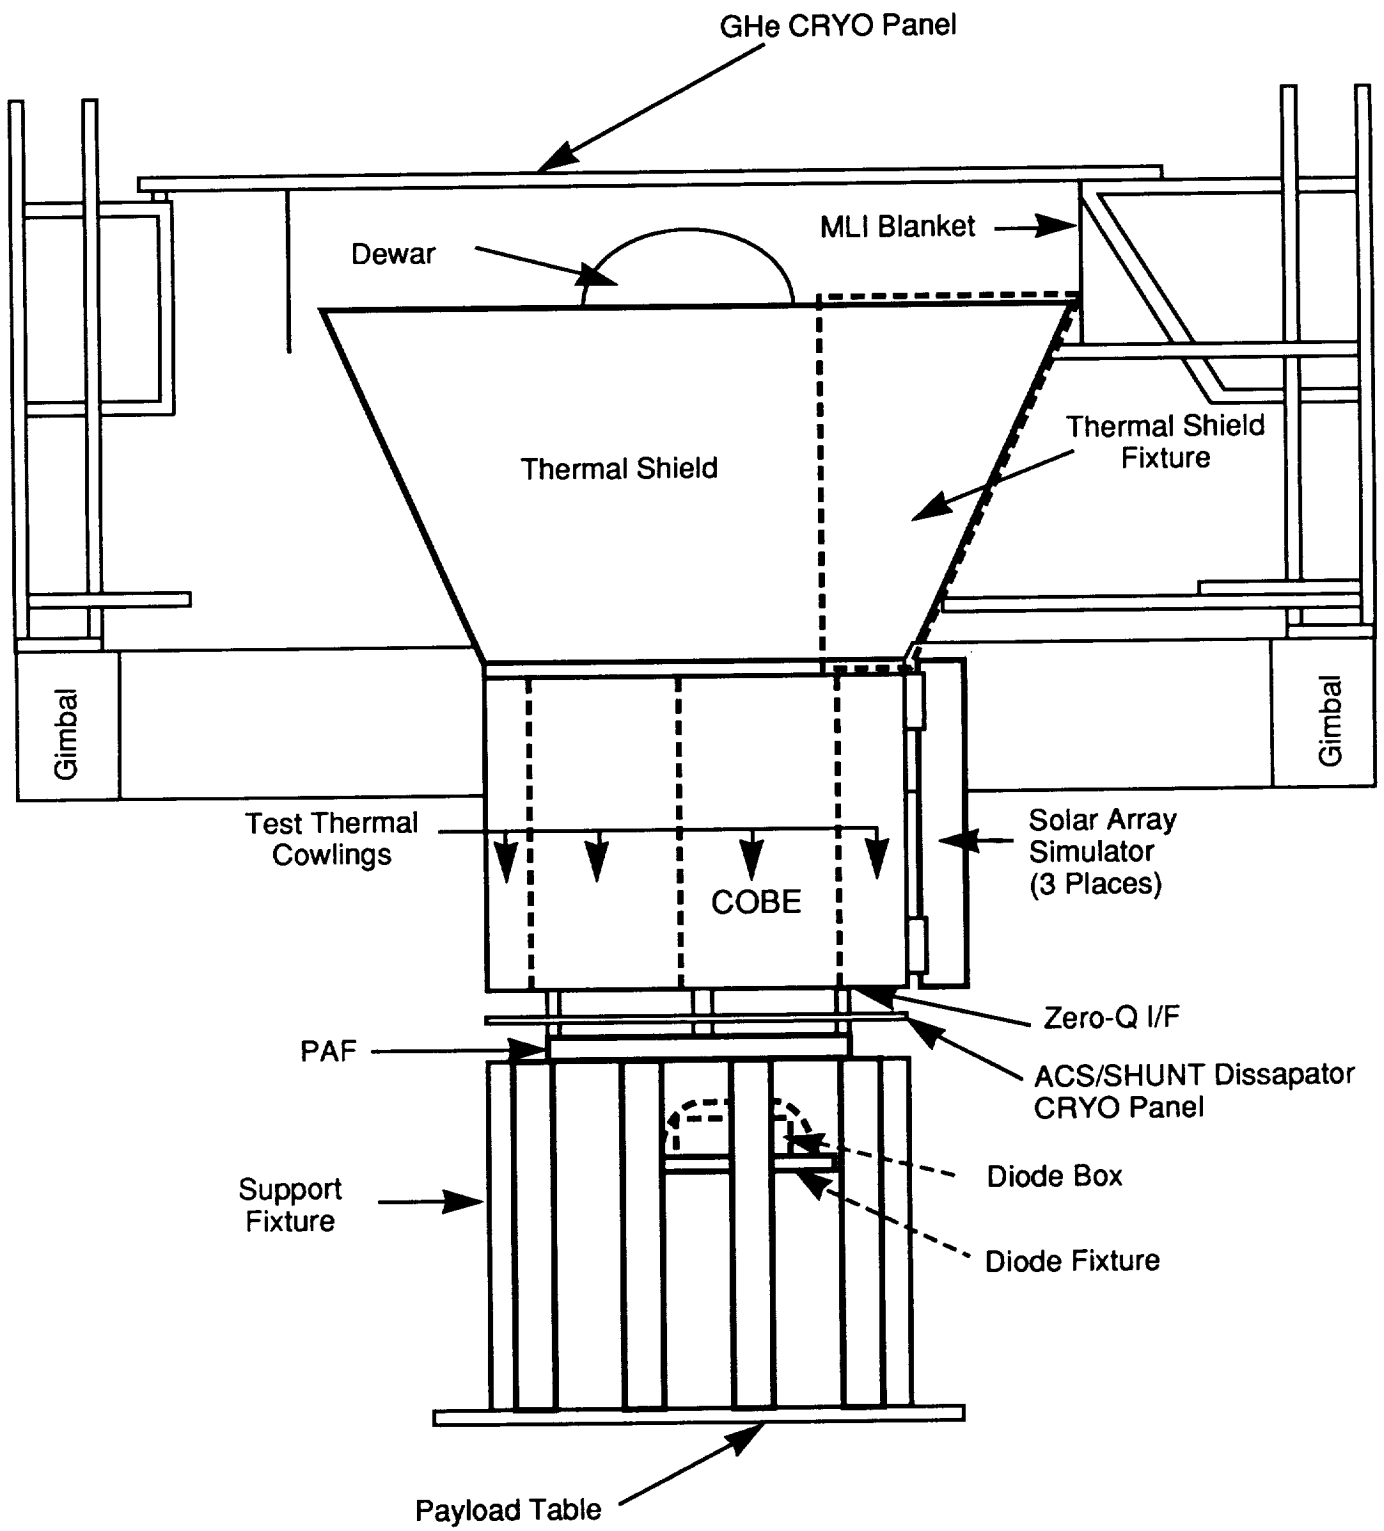 GHe CRYO Panel
MLI Blanket
Dewar
Thermal Shield
Fixture
Thermal Shield
Gimbal
Gimbal
Test Thermal
Cowlings
Solar Array
Simulator
(3 Places)
COBE
Zero-Q I/F
PAF
ACS/SHUNT Dissapator
CRYO Panel
Diode Box
Support
Fixture
Diode Fixture
Payload Table